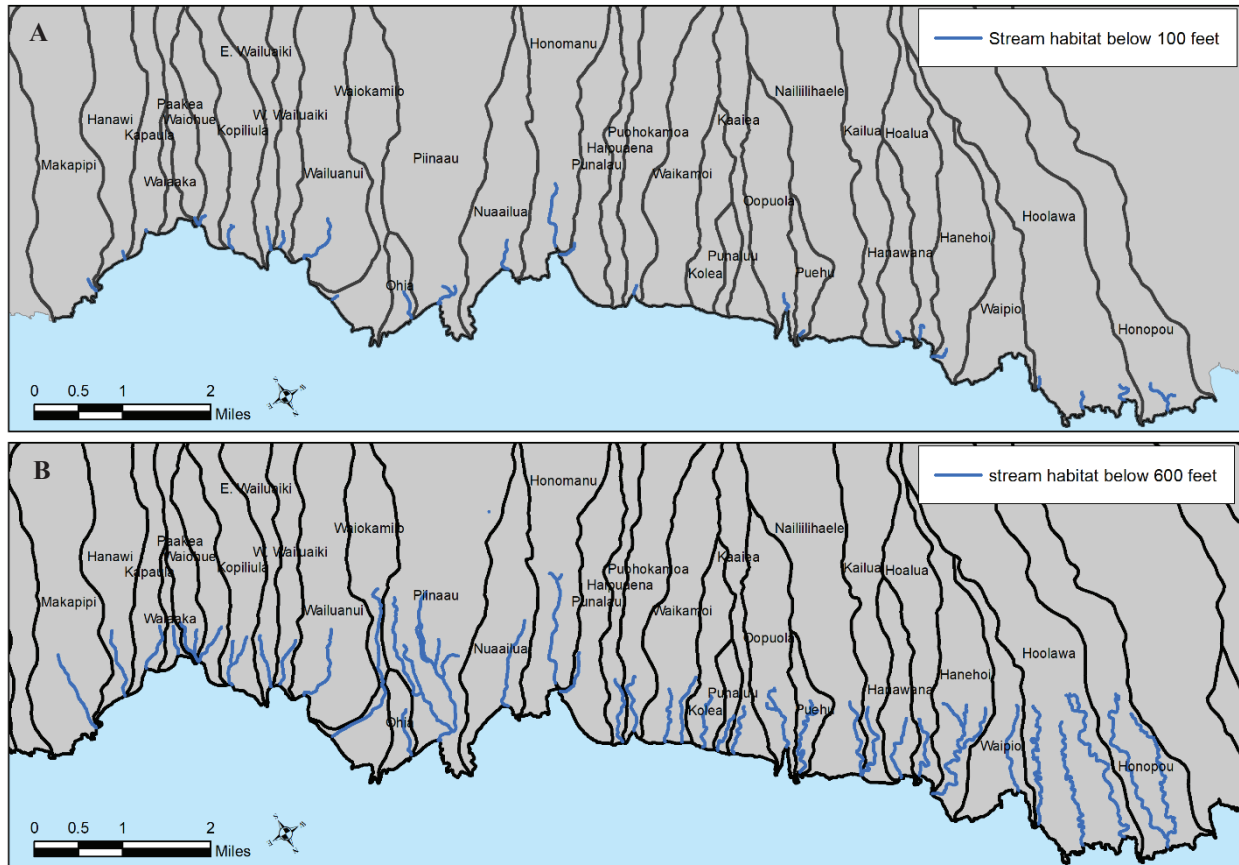 A
Stream habitat below 100 feet
Honomanu
E. Wailuaiki
Waiokamilo
Nailiilihaele
Paakea
Hanawi
Waiohue
W. Wailuaiki
Kaaiea
Kapaula
Kopiliula
Puohokamoa
Kailua
Hoalua
Haipuaena
Makapipi
Piinaau
Punalau
Waikamoi
Waiaaka
Wailuanui
Oopuola
Nuaailua
Hoolawa
Hanehoi
Punaluu
Hanawana
Kolea
Puehu
Ohia
Waipio
Honopou
0 0.5 1 2
Miles
S
W
E
N
B
stream habitat below 600 feet
Honomanu
E. Wailuaiki
Waiokamilo
Nailiilihaele
Paakea
Hanawi
Waiohue
W. Wailuaiki
Kaaiea
Kapaula
Kopiliula
Puohokamoa
Kailua
Hoalua
Haipuaena
Makapipi
Piinaau
Punalau
Waikamoi
Waiaaka
Wailuanui
Oopuola
Nuaailua
Hoolawa
Hanehoi
Punaluu
Hanawana
Kolea
Puehu
Ohia
Waipio
Honopou
0 0.5 1 2
Miles